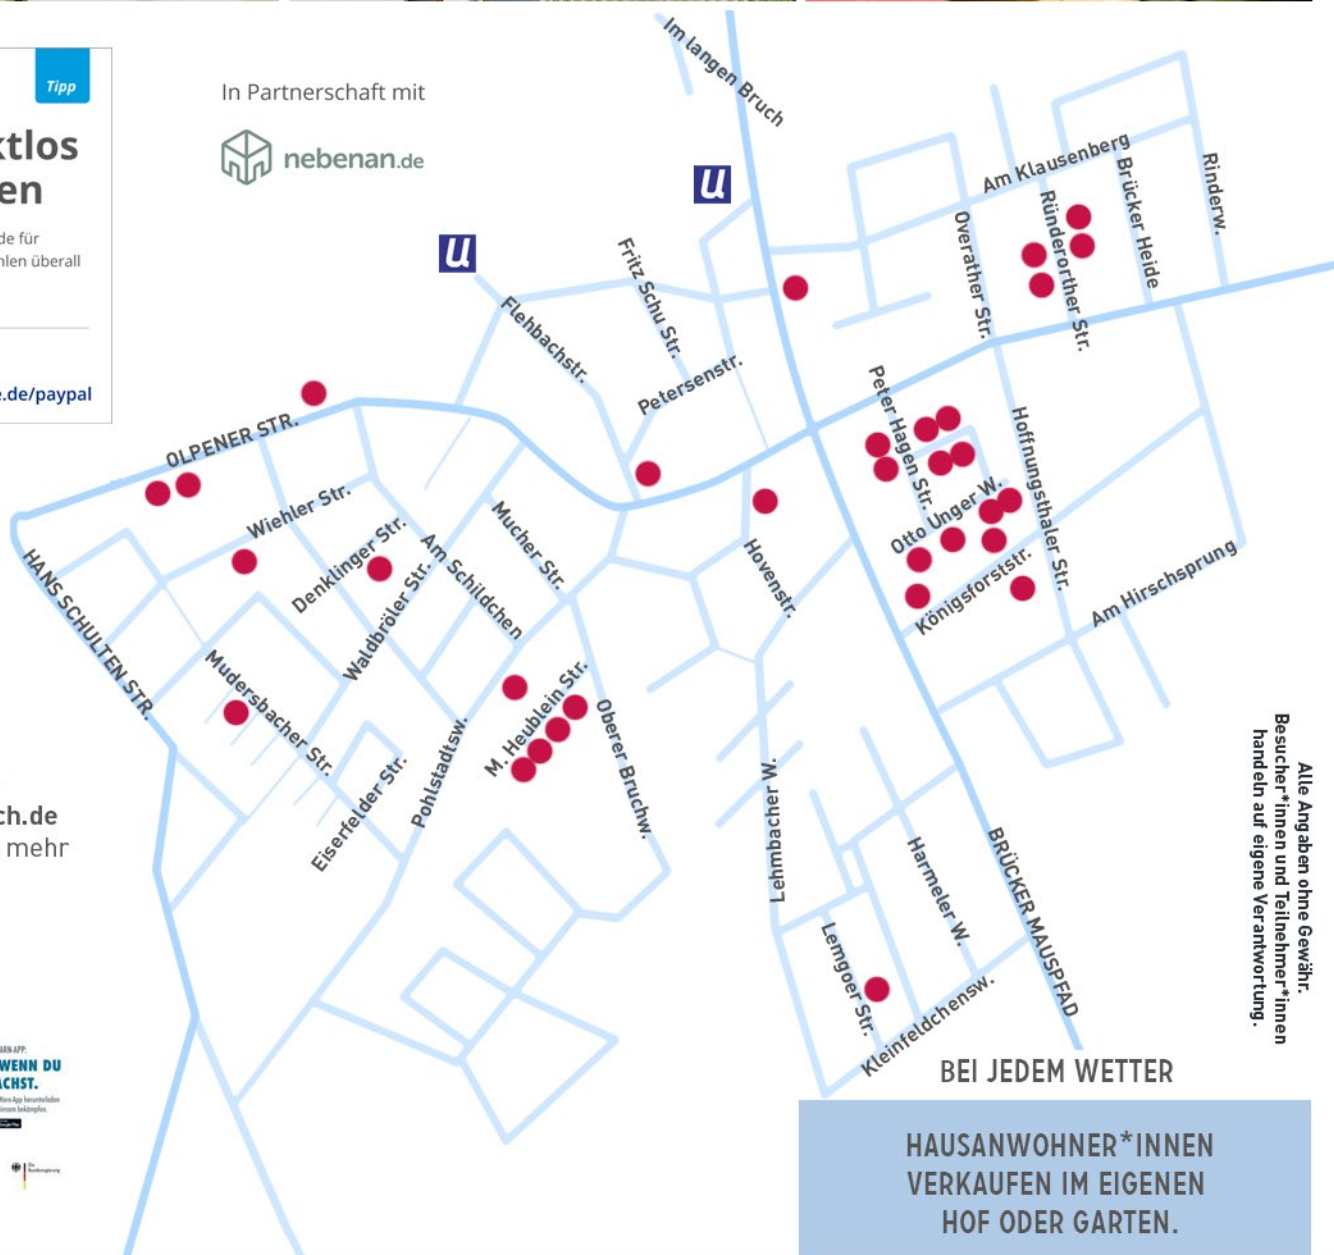 Tipp
ktlos
en
de für
hlen überall
e.de/paypal
In Partnerschaft mit
nebenan.de
U
U
Im langen Bruch
Am Klausenberg
Rinderw.
Brücker Heide
Ründerorther Str.
Overather Str.
Fritz Schu Str.
Flehbachstr.
Petersenstr.
Peter Hagen Str.
Hoffnungsthaler Str.
OLPENER STR.
Wiehler Str.
Otto Unger W.
Mucher Str.
Denklinger Str.
Am Schildchen
Waldbröler Str.
Hovenstr.
Königsforststr.
Am Hirschsprung
HANS SCHULTEN STR.
Mudersbacher Str.
M. Heublein Str.
Oberer Bruchw.
Pohlstadtsw.
Eiserfelder Str.
Lehmbacher W.
Harmeler W.
BRÜCKER MAUSPFAD
Lemgoer Str.
Kleinfeldchensw.
Alle Angaben ohne Gewähr.
Besucher*innen und Teilnehmer*innen
handeln auf eigene Verantwortung.
ch.de
mehr
ARN-APP:
WENN DU
ACHST.
Die
Bundesregierung
BEI JEDEM WETTER
HAUSANWOHNER*INNEN
VERKAUFEN IM EIGENEN
HOF ODER GARTEN.